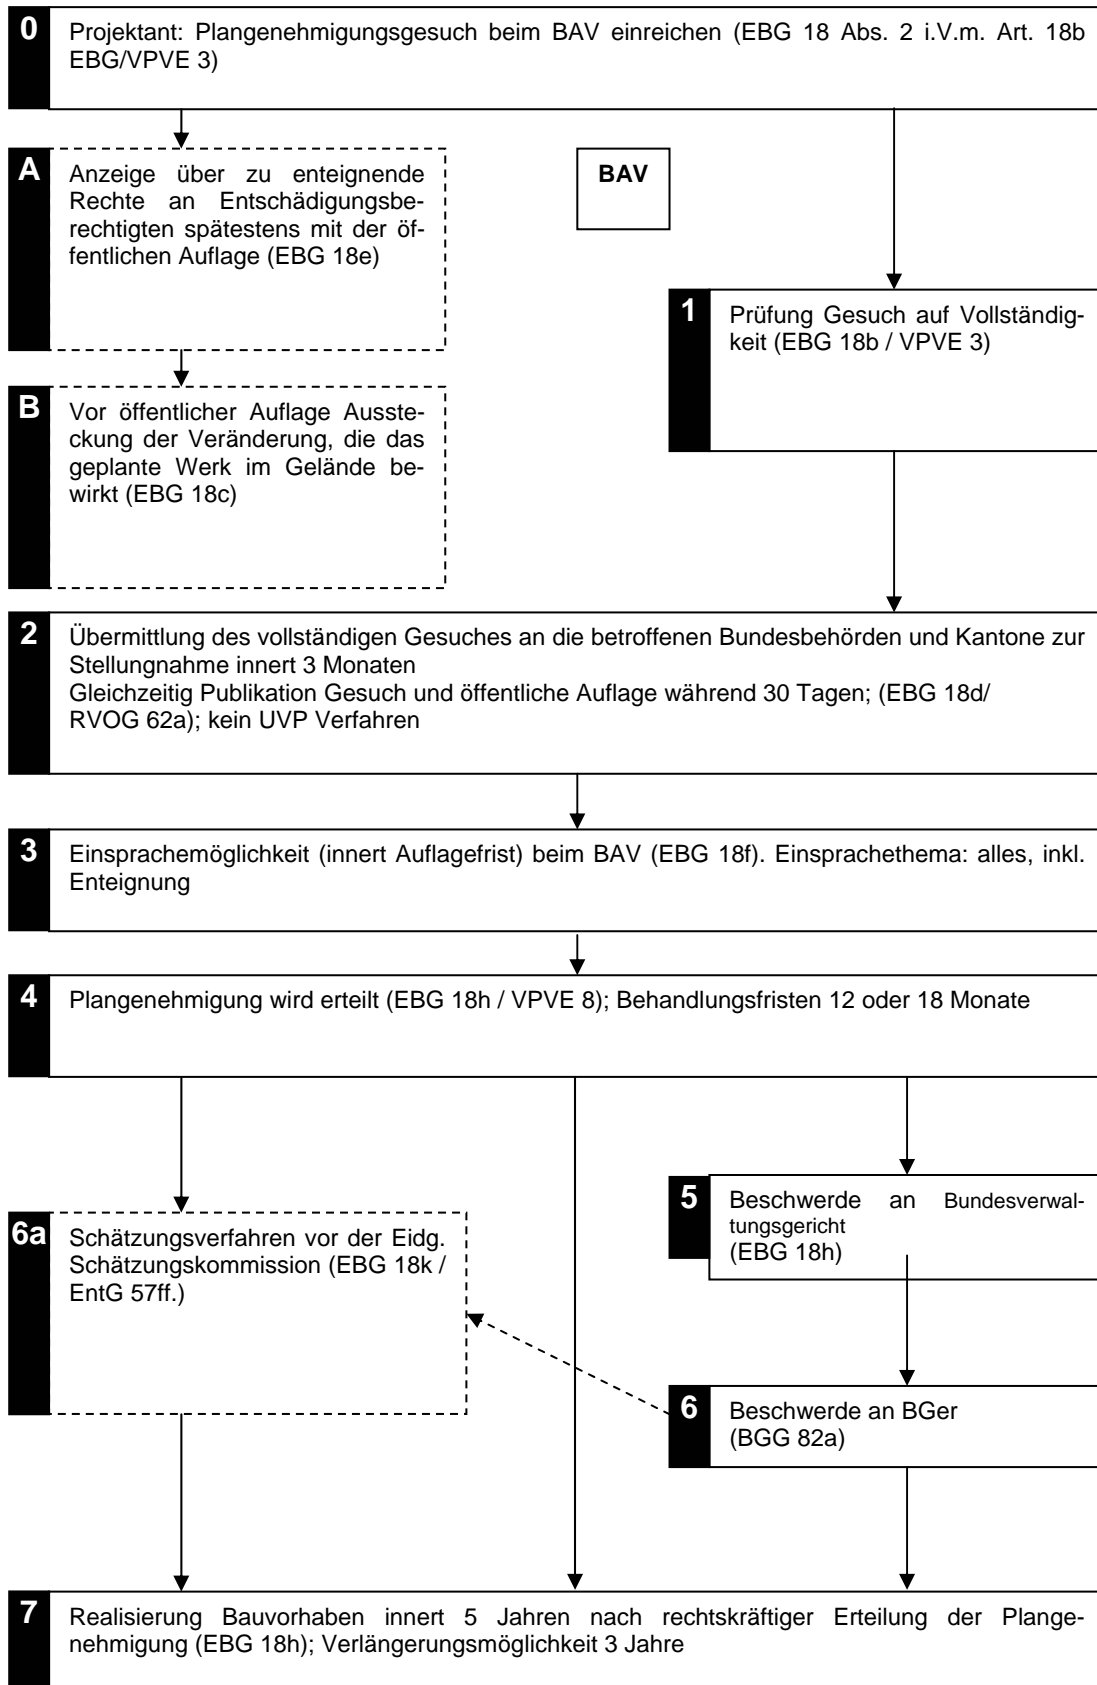 0
Projektant: Plangenehmigungsgesuch beim BAV einreichen (EBG 18 Abs. 2 i.V.m. Art. 18b
EBG/VPVE 3)
A
Anzeige über zu enteignende
Rechte an Entschädigungsbe-
rechtigten spätestens mit der öf-
fentlichen Auflage (EBG 18e)
BAV
1
Prüfung Gesuch auf Vollständig-
keit (EBG 18b / VPVE 3)
B
Vor öffentlicher Auflage Ausste-
ckung der Veränderung, die das
geplante Werk im Gelände be-
wirkt (EBG 18c)
2
Übermittlung des vollständigen Gesuches an die betroffenen Bundesbehörden und Kantone zur
Stellungnahme innert 3 Monaten
Gleichzeitig Publikation Gesuch und öffentliche Auflage während 30 Tagen; (EBG 18d/
RVOG 62a); kein UVP Verfahren
3
Einsprachemöglichkeit (innert Auflagefrist) beim BAV (EBG 18f). Einsprachethema: alles, inkl.
Enteignung
4
Plangenehmigung wird erteilt (EBG 18h / VPVE 8); Behandlungsfristen 12 oder 18 Monate
5
Beschwerde an Bundesverwal-
tungsgericht
(EBG 18h)
6a
Schätzungsverfahren vor der Eidg.
Schätzungskommission (EBG 18k /
EntG 57ff.)
6
Beschwerde an BGer
(BGG 82a)
7
Realisierung Bauvorhaben innert 5 Jahren nach rechtskräftiger Erteilung der Plange-
nehmigung (EBG 18h); Verlängerungsmöglichkeit 3 Jahre